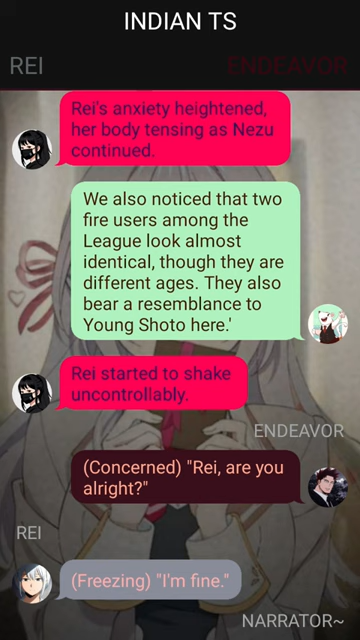 INDIAN TS
REI
ENDEAVOR
Rei's anxiety heightened,
her body tensing as Nezu
continued.
We also noticed that two
fire users among the
League look almost
identical, though they are
different ages. They also
bear a resemblance to
Young Shoto here.'
Rei started to shake
uncontrollably.
ENDEAVOR
(Concerned) "Rei, are you
alright?"
REI
(Freezing) "I'm fine."
NARRATOR~